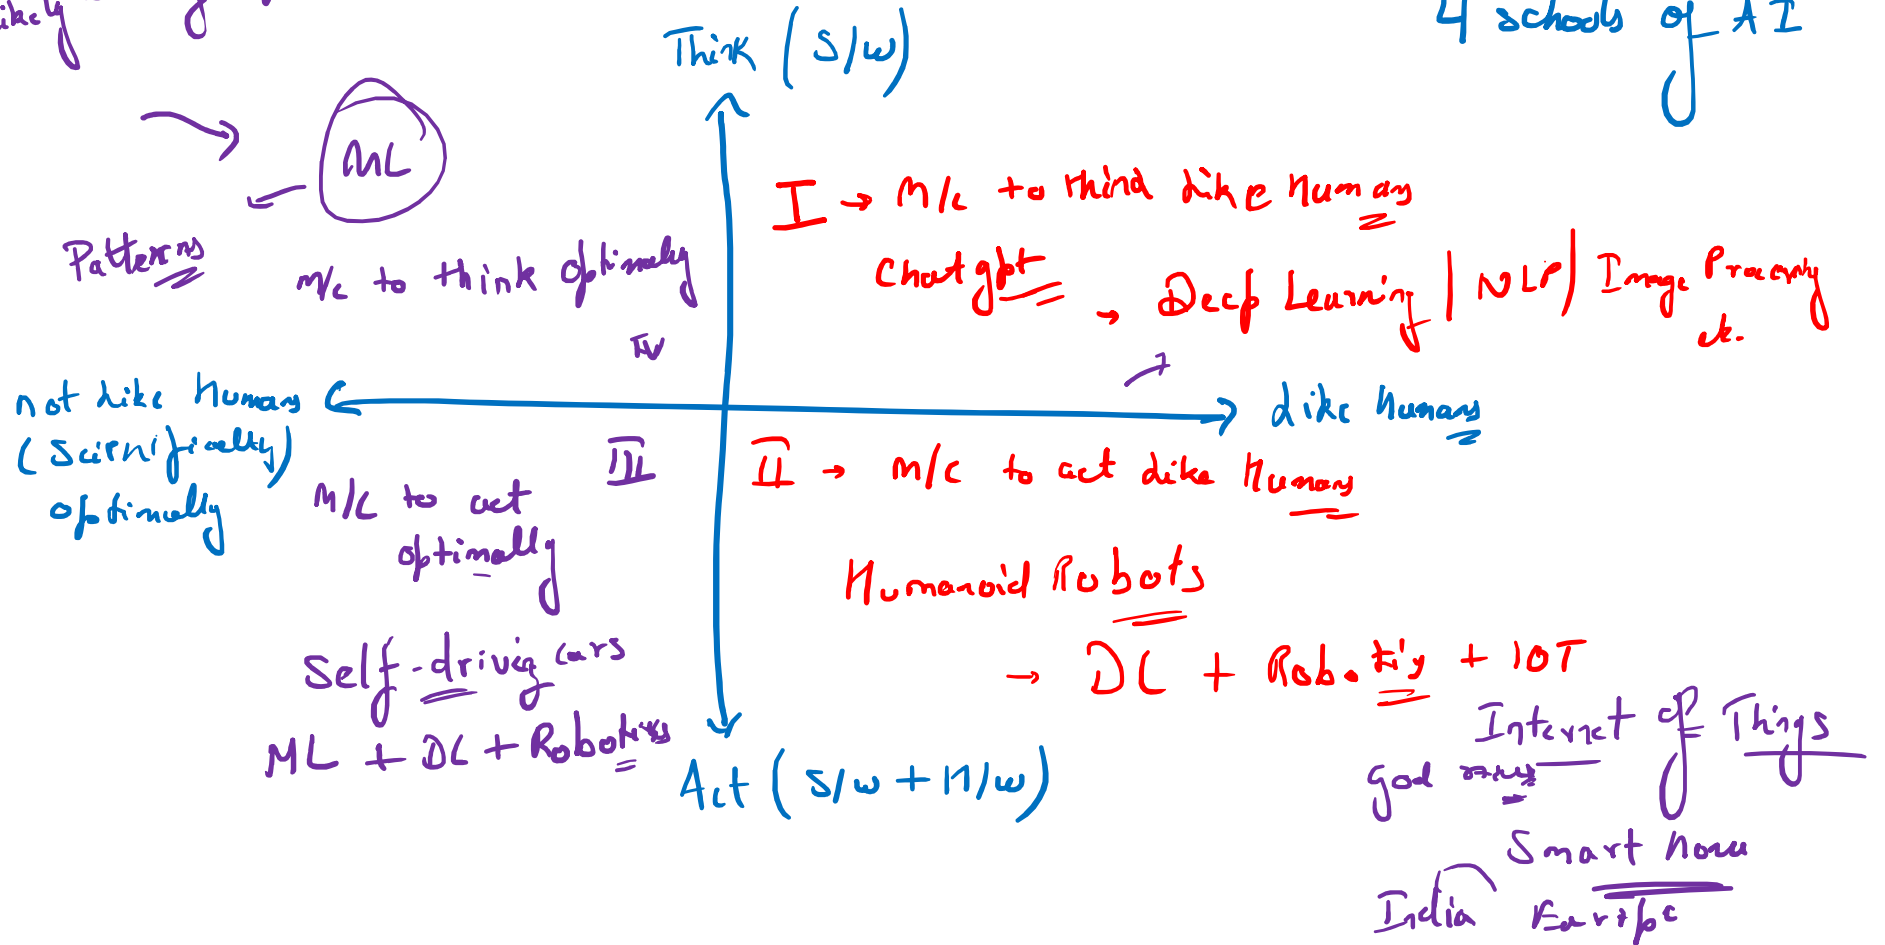 4 schools of AI
Think (S/W)
ML
I → M/C to thind like Humans
Patterns
M/C to think optimally
Chatgpt
→ Deep Learning | NLP | Image Processing
etc.
IV
not like Humans
(Scientifically)
optimally
like Humans
III
II → M/C to act like Humans
M/C to act
optimally
Humanoid Robots
Self-driving cars
→ DL + Robotics + IOT
ML + DL + Robotics
Internet of Things
Act (S/W + H/W)
Smart Home
India Europe